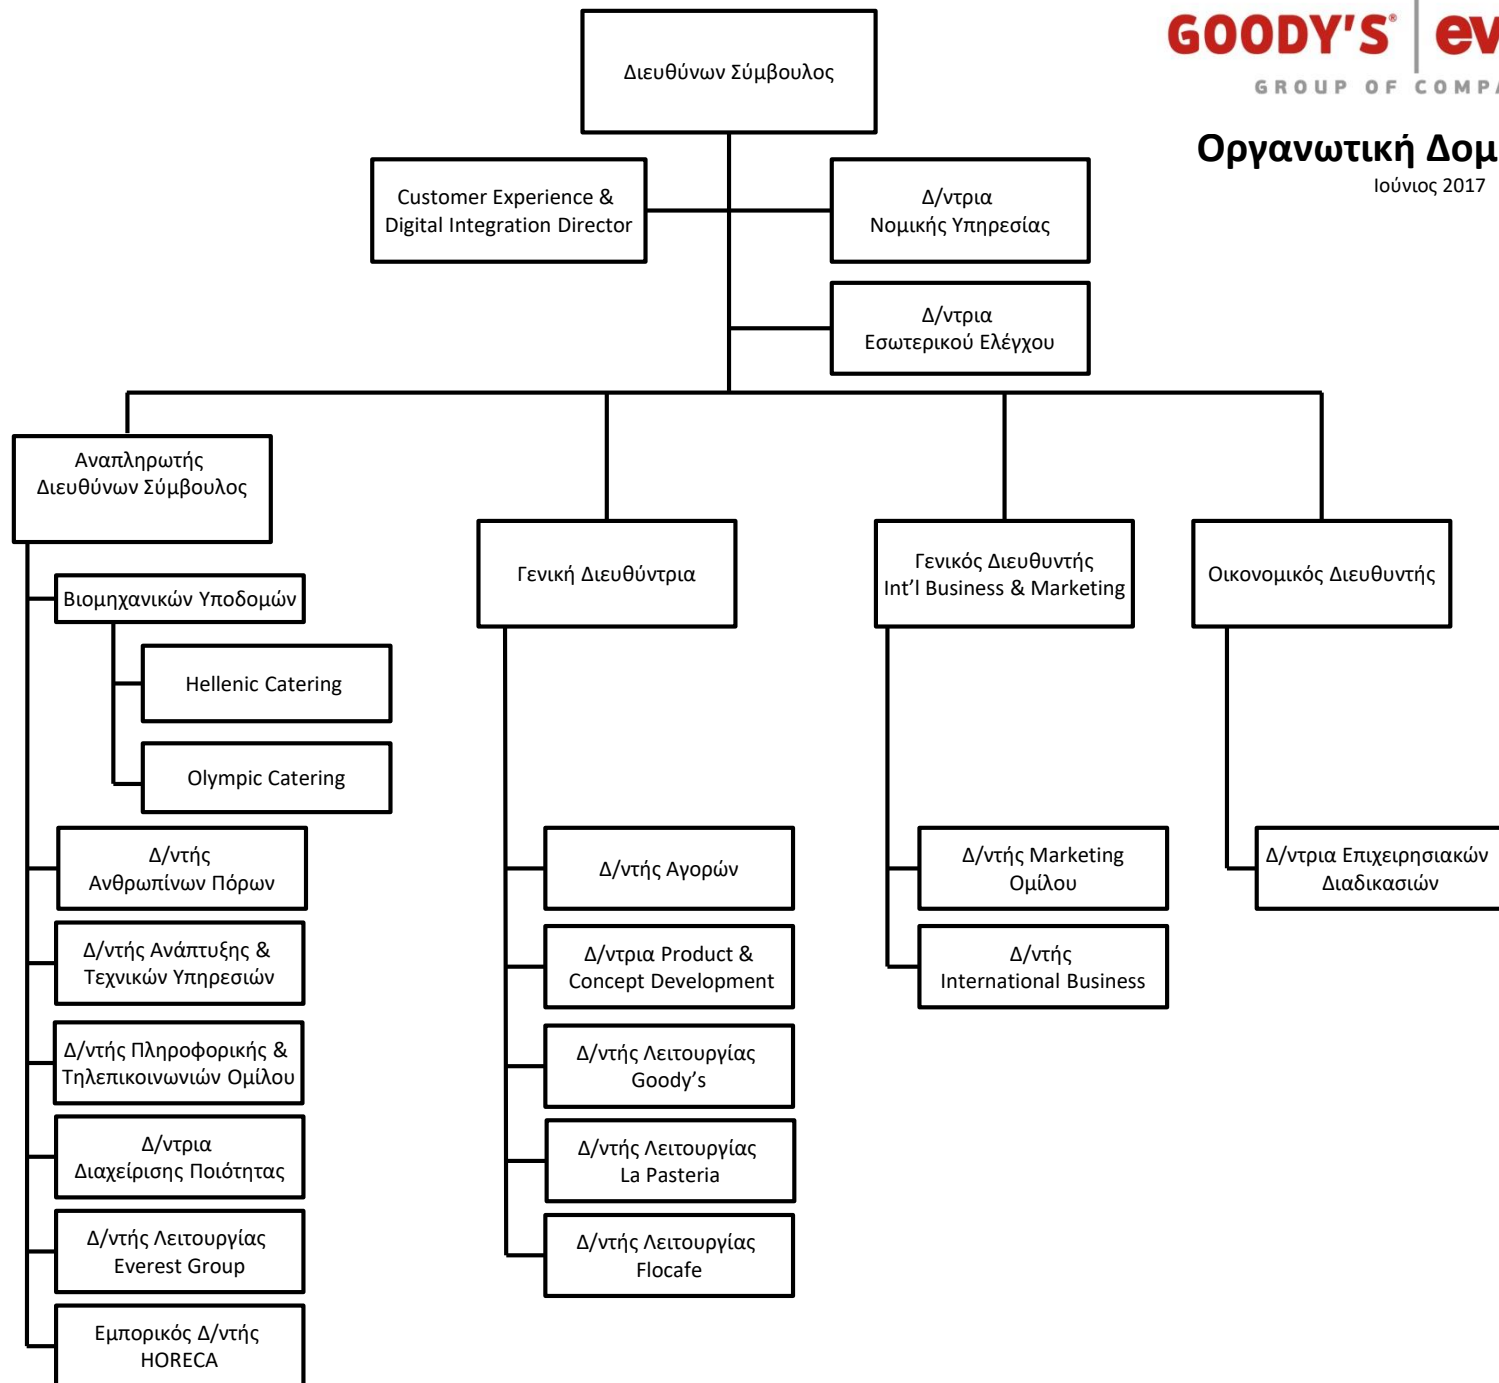 Διευθύνων Σύμβουλος
GOODY'S®
GROUP OF
Οργανωτική
Ιούνιος 2017
Customer Experience &
Digital Integration Director
Δ/ντρια
Νομικής Υπηρεσίας
Δ/ντρια
Εσωτερικού Ελέγχου
Αναπληρωτής
Διευθύνων Σύμβουλος
Γενική Διευθύντρια
Γενικός Διευθυντής
Int’l Business & Marketing
Οικονομικός Διευθυντής
Βιομηχανικών Υποδομών
Hellenic Catering
Olympic Catering
Δ/ντής
Ανθρωπίνων Πόρων
Δ/ντής Ανάπτυξης &
Τεχνικών Υπηρεσιών
Δ/ντής Πληροφορικής &
Τηλεπικοινωνιών Ομίλου
Δ/ντρια
Διαχείρισης Ποιότητας
Δ/ντής Λειτουργίας
Everest Group
Εμπορικός Δ/ντής
HORECA
Δ/ντής Αγορών
Δ/ντρια Product &
Concept Development
Δ/ντής Λειτουργίας
Goody’s
Δ/ντής Λειτουργίας
La Pasteria
Δ/ντής Λειτουργίας
Flocafe
Δ/ντής Marketing
Ομίλου
Δ/ντής
International Business
Δ/ντρια Επιχειρησιακών
Διαδικασιών